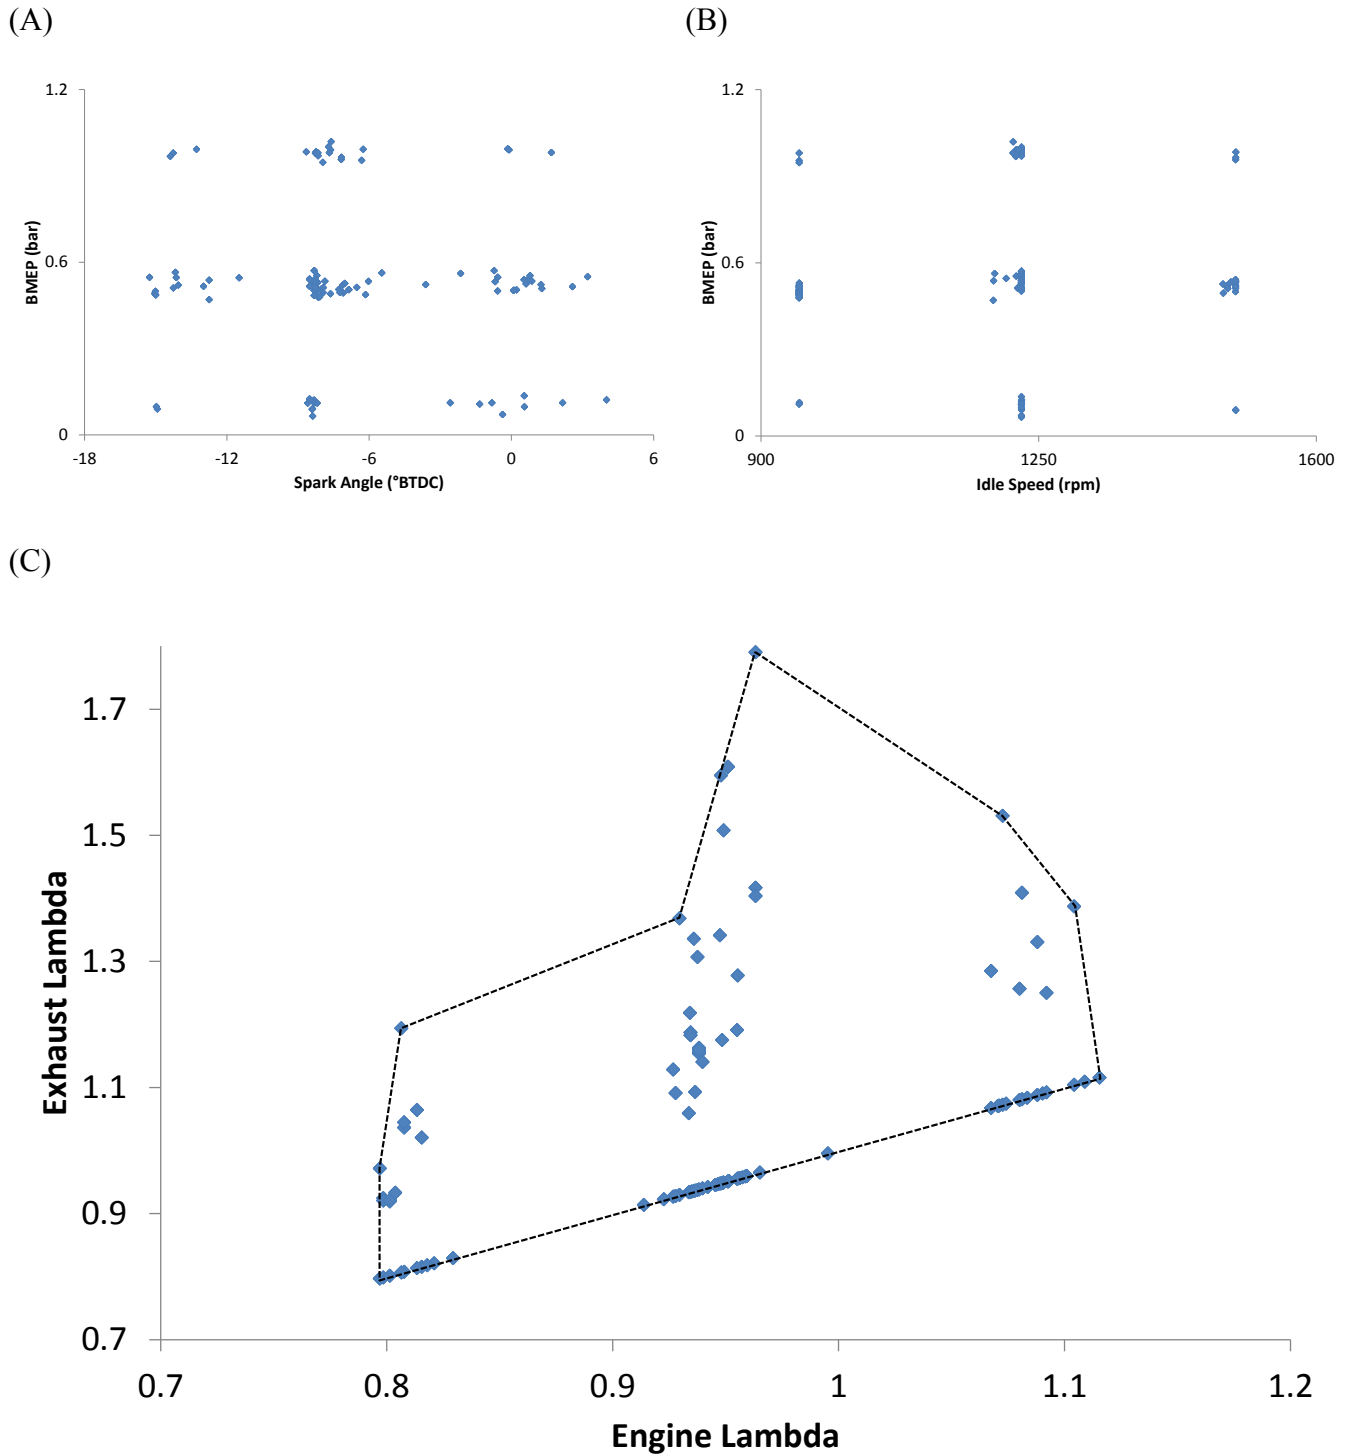 (A)
(B)
1.2
0.6
0
BMEP (bar)
-18 -12 -6 0 6
Spark Angle (°BTDC)
1.2
0.6
0
BMEP (bar)
900 1250 1600
Idle Speed (rpm)
(C)
1.7
1.5
1.3
1.1
0.9
0.7
Exhaust Lambda
0.7 0.8 0.9 1 1.1 1.2
Engine Lambda